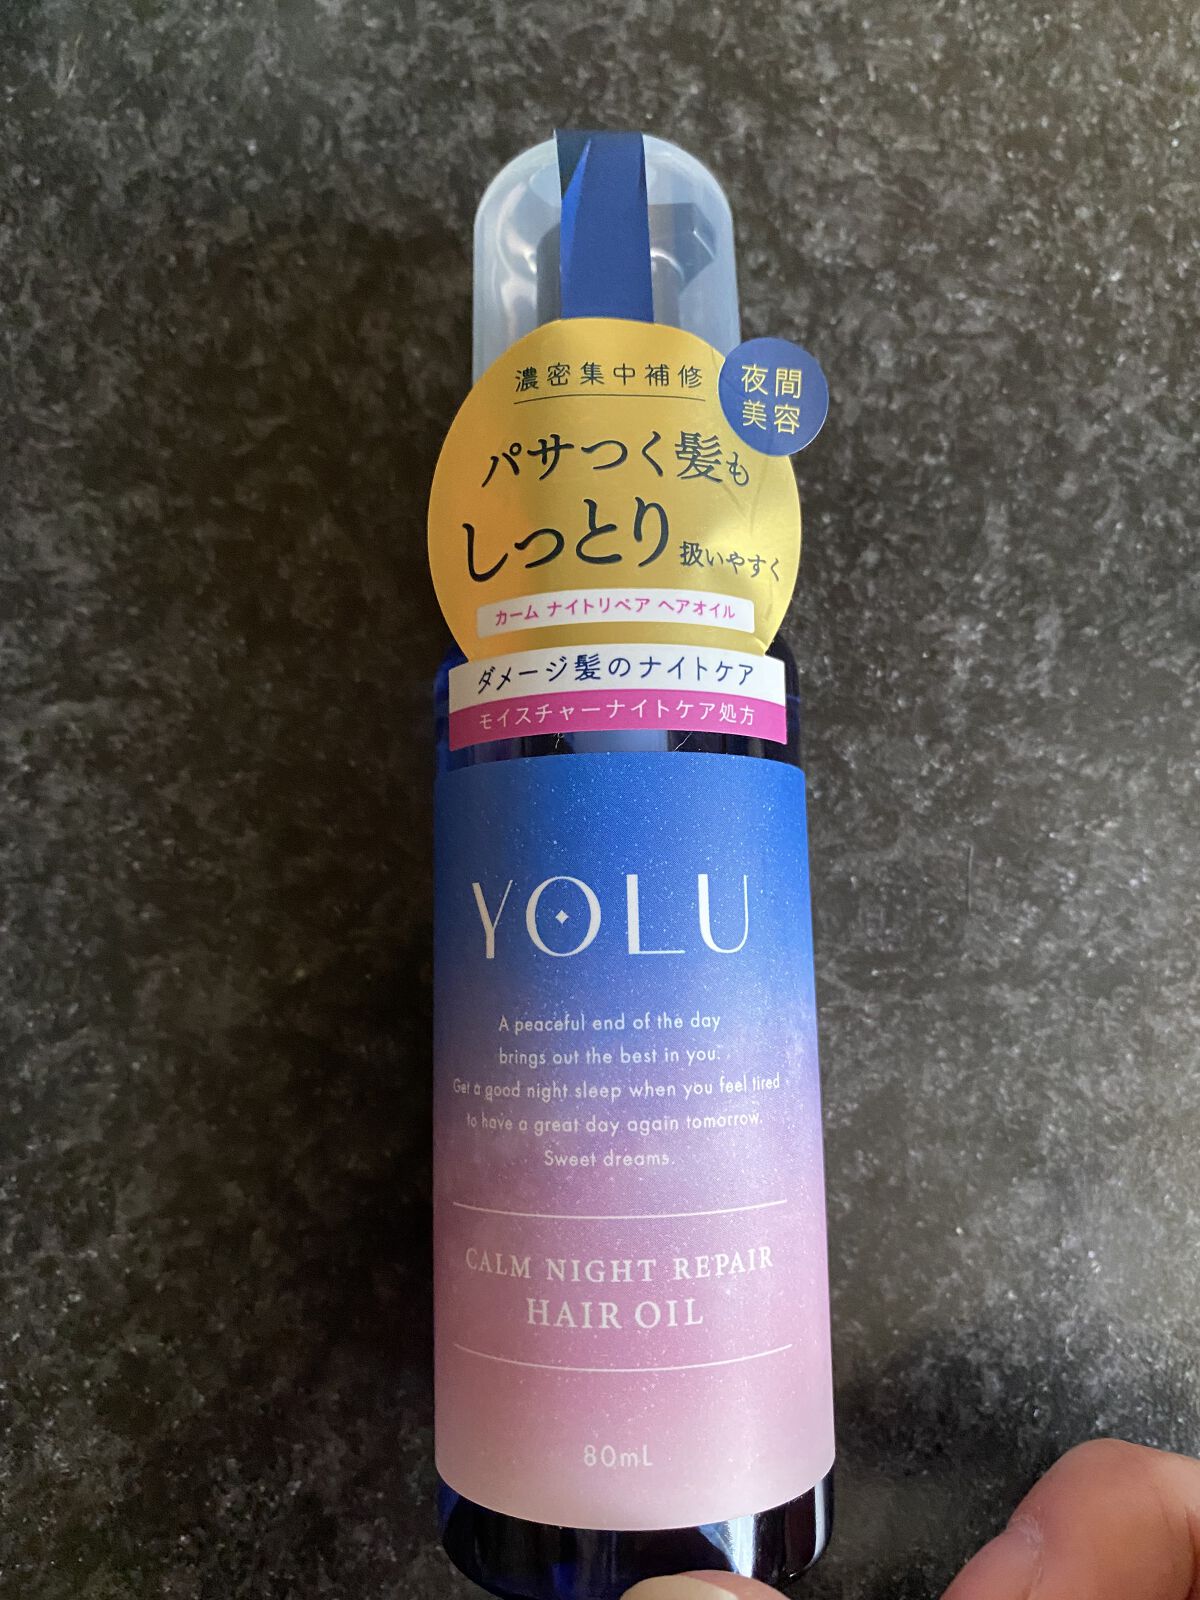 濃密集中補修
夜間
美容
パサつく髪も
しっとり扱いやすく
カーム ナイトリペア ヘアオイル
ダメージ髪のナイトケア
モイスチャーナイトケア処方
YOLU
A peaceful end of the day
brings out the best in you.
Get a good night sleep when you feel tired
to have a great day again tomorrow.
Sweet dreams.
CALM NIGHT REPAIR
HAIR OIL
80mL